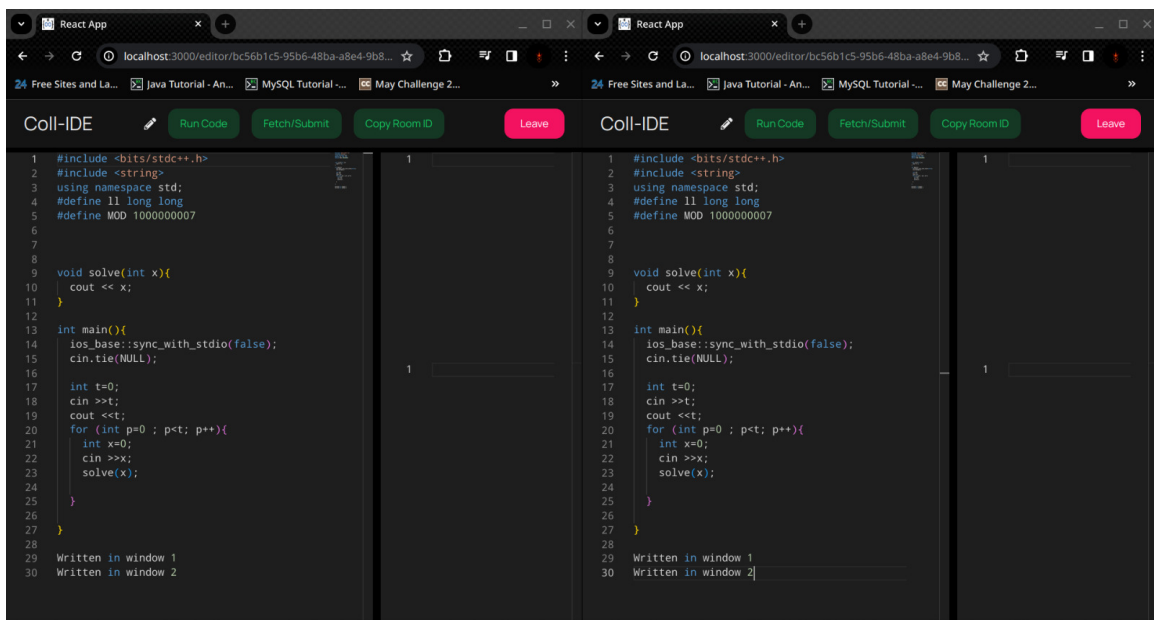 React App
localhost:3000/editor/bc56b1c5-95b6-48ba-a8e4-9b8...
24 Free Sites and La... Java Tutorial - An... MySQL Tutorial -... CC May Challenge 2... »
Coll-IDE Run Code Fetch/Submit Copy Room ID Leave
1 #include <bits/stdc++.h>
2 #include <string>
3 using namespace std;
4 #define ll long long
5 #define MOD 1000000007
6
7
8
9 void solve(int x){
10 cout << x;
11 }
12
13 int main(){
14 ios_base::sync_with_stdio(false);
15 cin.tie(NULL);
16
17 int t=0;
18 cin >>t;
19 cout <<t;
20 for (int p=0 ; p<t; p++){
21 int x=0;
22 cin >>x;
23 solve(x);
24
25 }
26
27 }
28
29 Written in window 1
30 Written in window 2
1
1
React App
localhost:3000/editor/bc56b1c5-95b6-48ba-a8e4-9b8...
24 Free Sites and La... Java Tutorial - An... MySQL Tutorial -... CC May Challenge 2... »
Coll-IDE Run Code Fetch/Submit Copy Room ID Leave
1 #include <bits/stdc++.h>
2 #include <string>
3 using namespace std;
4 #define ll long long
5 #define MOD 1000000007
6
7
8
9 void solve(int x){
10 cout << x;
11 }
12
13 int main(){
14 ios_base::sync_with_stdio(false);
15 cin.tie(NULL);
16
17 int t=0;
18 cin >>t;
19 cout <<t;
20 for (int p=0 ; p<t; p++){
21 int x=0;
22 cin >>x;
23 solve(x);
24
25 }
26
27 }
28
29 Written in window 1
30 Written in window 2
1
1